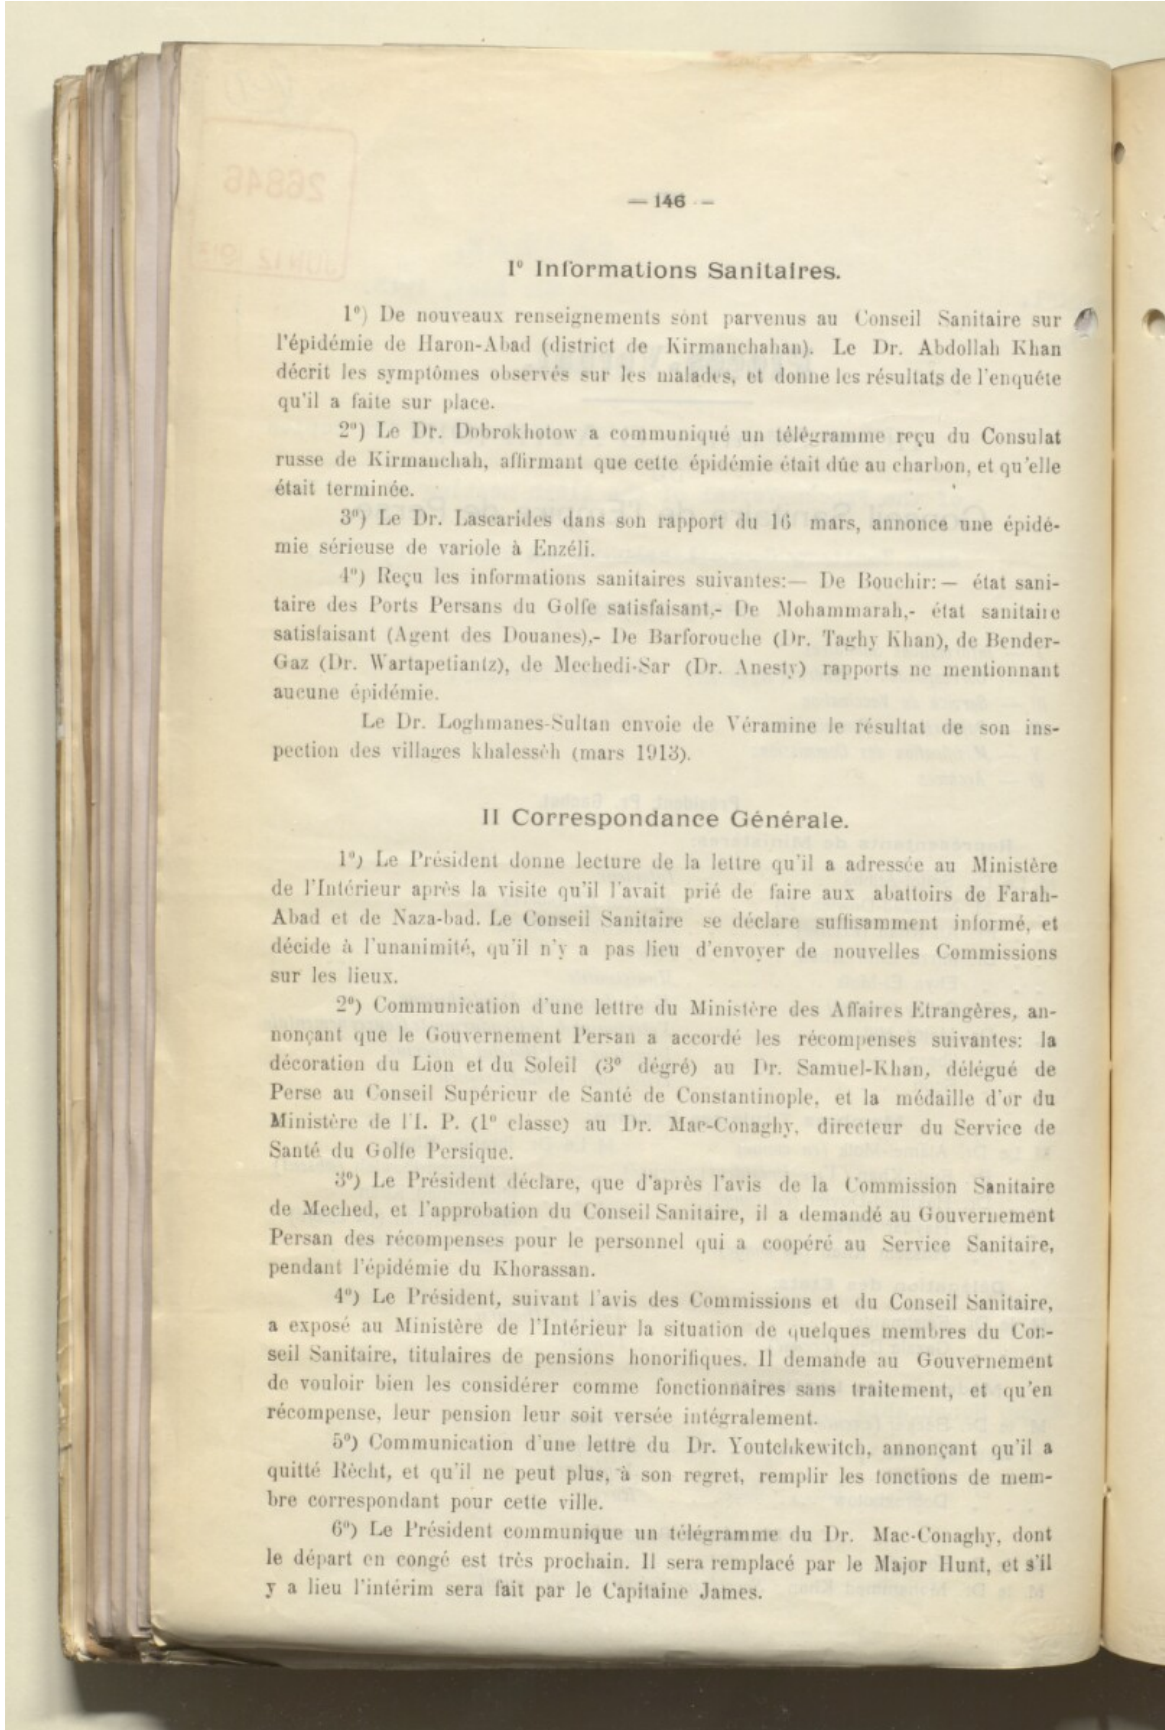 — 146 —
I° Informations Sanitaires.
1°) De nouveaux renseignements sont parvenus au Conseil Sanitaire sur
l'épidémie de Haron-Abad (district de Kirmanchahan). Le Dr. Abdollah Khan
décrit les symptômes observés sur les malades, et donne les résultats de l'enquête
qu'il a faite sur place.
2°) Le Dr. Dobrokhotow a communiqué un télégramme reçu du Consulat
russe de Kirmanchah, affirmant que cette épidémie était dûe au charbon, et qu'elle
était terminée.
3°) Le Dr. Lascarides dans son rapport du 16 mars, annonce une épidé-
mie sérieuse de variole à Enzéli.
4°) Reçu les informations sanitaires suivantes:— De Bouchir:— état sani-
taire des Ports Persans du Golfe satisfaisant,- De Mohammarah,- état sanitaire
satisfaisant (Agent des Douanes),- De Barforouche (Dr. Taghy Khan), de Bender-
Gaz (Dr. Wartapetiantz), de Mechedi-Sar (Dr. Anesty) rapports ne mentionnant
aucune épidémie.
Le Dr. Loghmanes-Sultan envoie de Véramine le résultat de son ins-
pection des villages khalessèh (mars 1913).
II Correspondance Générale.
1°) Le Président donne lecture de la lettre qu'il a adressée au Ministère
de l'Intérieur après la visite qu'il l'avait prié de faire aux abattoirs de Farah-
Abad et de Naza-bad. Le Conseil Sanitaire se déclare suffisamment informé, et
décide à l'unanimité, qu'il n'y a pas lieu d'envoyer de nouvelles Commissions
sur les lieux.
2°) Communication d'une lettre du Ministère des Affaires Etrangères, an-
nonçant que le Gouvernement Persan a accordé les récompenses suivantes: la
décoration du Lion et du Soleil (3° dégré) au Dr. Samuel-Khan, délégué de
Perse au Conseil Supérieur de Santé de Constantinople, et la médaille d'or du
Ministère de l'I. P. (1° classe) au Dr. Mac-Conaghy, directeur du Service de
Santé du Golfe Persique.
3°) Le Président déclare, que d'après l'avis de la Commission Sanitaire
de Meched, et l'approbation du Conseil Sanitaire, il a demandé au Gouvernement
Persan des récompenses pour le personnel qui a coopéré au Service Sanitaire,
pendant l'épidémie du Khorassan.
4°) Le Président, suivant l'avis des Commissions et du Conseil Sanitaire,
a exposé au Ministère de l'Intérieur la situation de quelques membres du Con-
seil Sanitaire, titulaires de pensions honorifiques. Il demande au Gouvernement
de vouloir bien les considérer comme fonctionnaires sans traitement, et qu'en
récompense, leur pension leur soit versée intégralement.
5°) Communication d'une lettre du Dr. Youtchkewitch, annonçant qu'il a
quitté Rècht, et qu'il ne peut plus, à son regret, remplir les fonctions de mem-
bre correspondant pour cette ville.
6°) Le Président communique un télégramme du Dr. Mac-Conaghy, dont
le départ en congé est très prochain. Il sera remplacé par le Major Hunt, et s'il
y a lieu l'intérim sera fait par le Capitaine James.